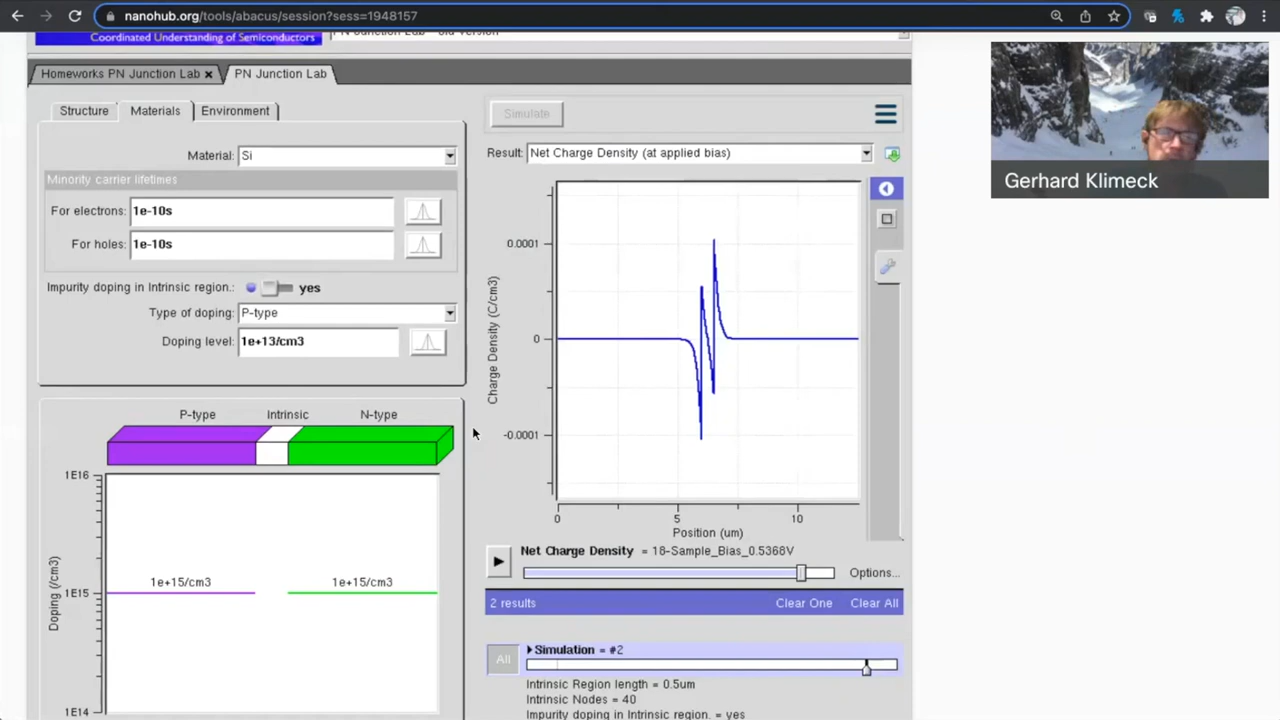 nanohub.org/tools/abacus/session?sess=1948157
Coordinated Understanding of Semiconductors
Homeworks PN Junction Lab ×
PN Junction Lab
Structure
Materials
Environment
Material: Si
Minority carrier lifetimes
For electrons: 1e-10s
For holes: 1e-10s
Impurity doping in Intrinsic region.: yes
Type of doping: P-type
Doping level: 1e+13/cm3
P-type
Intrinsic
N-type
1E16
1e+15/cm3
1e+15/cm3
1E15
Doping (/cm3)
1E14
Simulate
Result: Net Charge Density (at applied bias)
0.0001
0
-0.0001
Charge Density (C/cm3)
0
5
10
Position (um)
Net Charge Density = 18-Sample_Bias_0.5368V
Options...
2 results
Clear One
Clear All
All
Simulation = #2
Intrinsic Region length = 0.5um
Intrinsic Nodes = 40
Impurity doping in Intrinsic region. = yes
Gerhard Klimeck